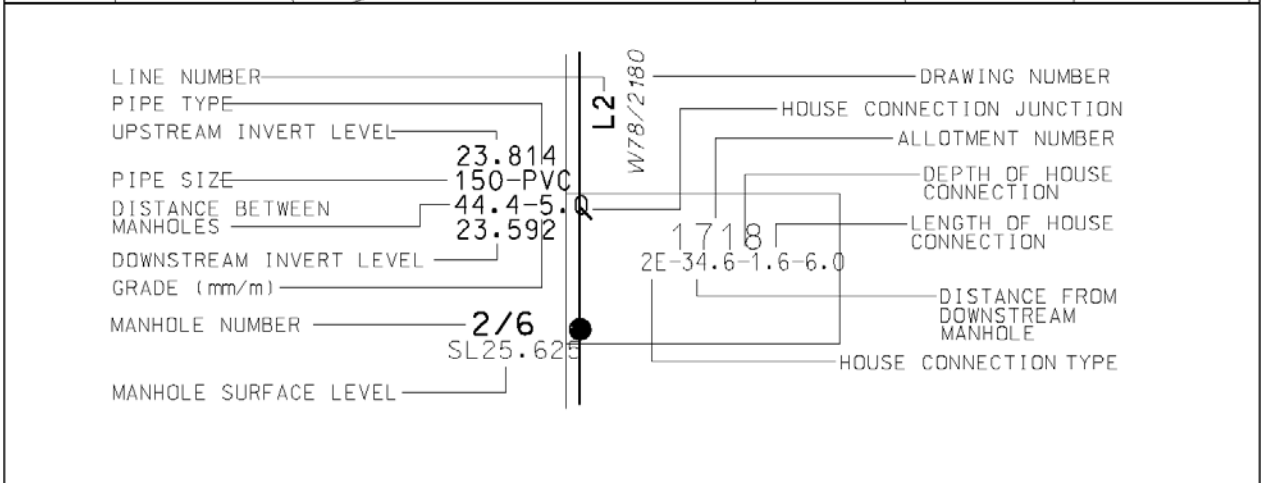 LINE NUMBER
PIPE TYPE
UPSTREAM INVERT LEVEL
PIPE SIZE
DISTANCE BETWEEN
MANHOLES
DOWNSTREAM INVERT LEVEL
GRADE (mm/m)
MANHOLE NUMBER
MANHOLE SURFACE LEVEL
23.814
150-PVC
44.4-5.0
23.592
2/6
SL25.625
L2
W78/2180
1718
2E-34.6-1.6-6.0
DRAWING NUMBER
HOUSE CONNECTION JUNCTION
ALLOTMENT NUMBER
DEPTH OF HOUSE
CONNECTION
LENGTH OF HOUSE
CONNECTION
DISTANCE FROM
DOWNSTREAM
MANHOLE
HOUSE CONNECTION TYPE